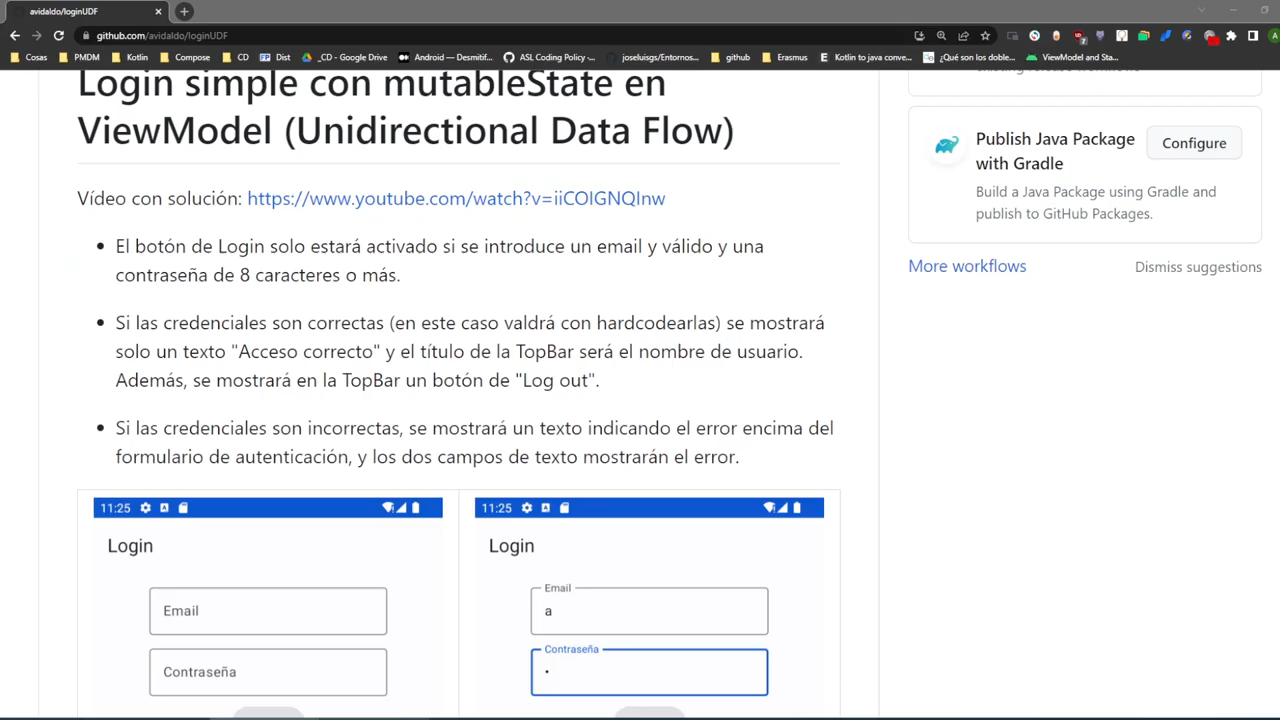 avidaldo/loginUDF
github.com/avidaldo/loginUDF
Cosas PMDM Kotlin Compose CD Dist _CD - Google Drive Android — Desmitif... ASL Coding Policy -... joseluisgs/Entornos... github Erasmus Kotlin to java conve... ¿Qué son los doble... ViewModel and Sta...
Login simple con mutableState en
ViewModel (Unidirectional Data Flow)
Vídeo con solución: https://www.youtube.com/watch?v=iiCOIGNQInw
• El botón de Login solo estará activado si se introduce un email y válido y una
contraseña de 8 caracteres o más.
• Si las credenciales son correctas (en este caso valdrá con hardcodearlas) se mostrará
solo un texto "Acceso correcto" y el título de la TopBar será el nombre de usuario.
Además, se mostrará en la TopBar un botón de "Log out".
• Si las credenciales son incorrectas, se mostrará un texto indicando el error encima del
formulario de autenticación, y los dos campos de texto mostrarán el error.
11:25
Login
Email
Contraseña
11:25
Login
Email
a
Contraseña
Publish Java Package
with Gradle
Configure
Build a Java Package using Gradle and
publish to GitHub Packages.
More workflows
Dismiss suggestions